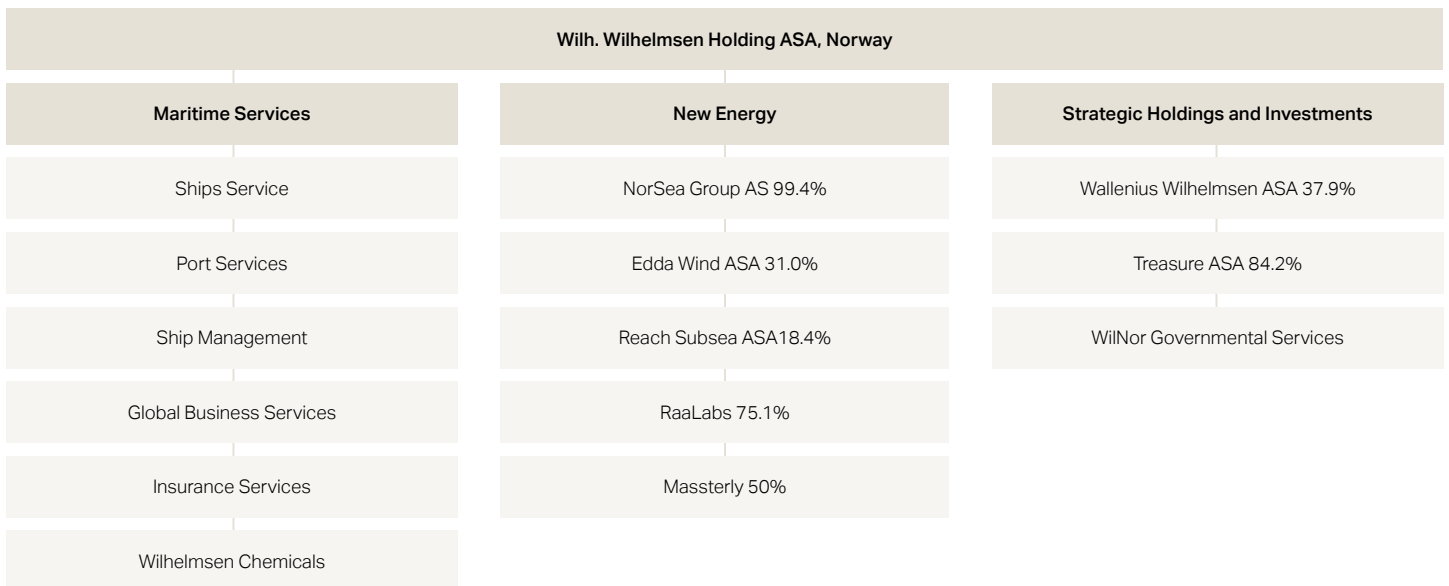 Wilh. Wilhelmsen Holding ASA, Norway
Maritime Services
Ships Service
Port Services
Ship Management
Global Business Services
Insurance Services
Wilhelmsen Chemicals
New Energy
NorSea Group AS 99.4%
Edda Wind ASA 31.0%
Reach Subsea ASA18.4%
RaaLabs 75.1%
Massterly 50%
Strategic Holdings and Investments
Wallenius Wilhelmsen ASA 37.9%
Treasure ASA 84.2%
WilNor Governmental Services